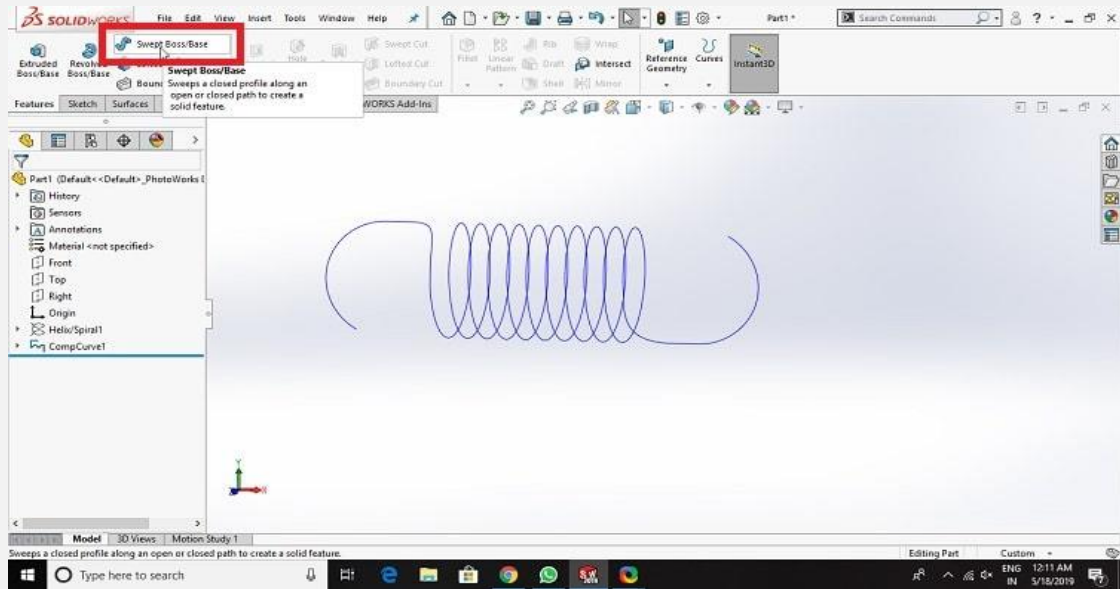 SOLIDWORKS File Edit View Insert Tools Window Help Part1 * Search Commands
Swept Boss/Base
Swept Cut
Rib
Wrap
Extruded Boss/Base
Boss/Base
Lofted Cut
Fillet
Linear Pattern
Draft
Intersect
Reference Geometry
Curves
Instant3D
Boundary Cut
Shell
Mirror
Swept Boss/Base
Sweeps a closed profile along an
open or closed path to create a
solid feature.
Features Sketch Surfaces WORKS Add-Ins
Part1 (Default<<Default>_PhotoWorks
History
Sensors
Annotations
Material <not specified>
Front
Top
Right
Origin
Helix/Spiral1
CompCurve1
Model 3D Views Motion Study 1
Sweeps a closed profile along an open or closed path to create a solid feature. Editing Part Custom
Type here to search
ENG 12:11 AM
IN 5/18/2019